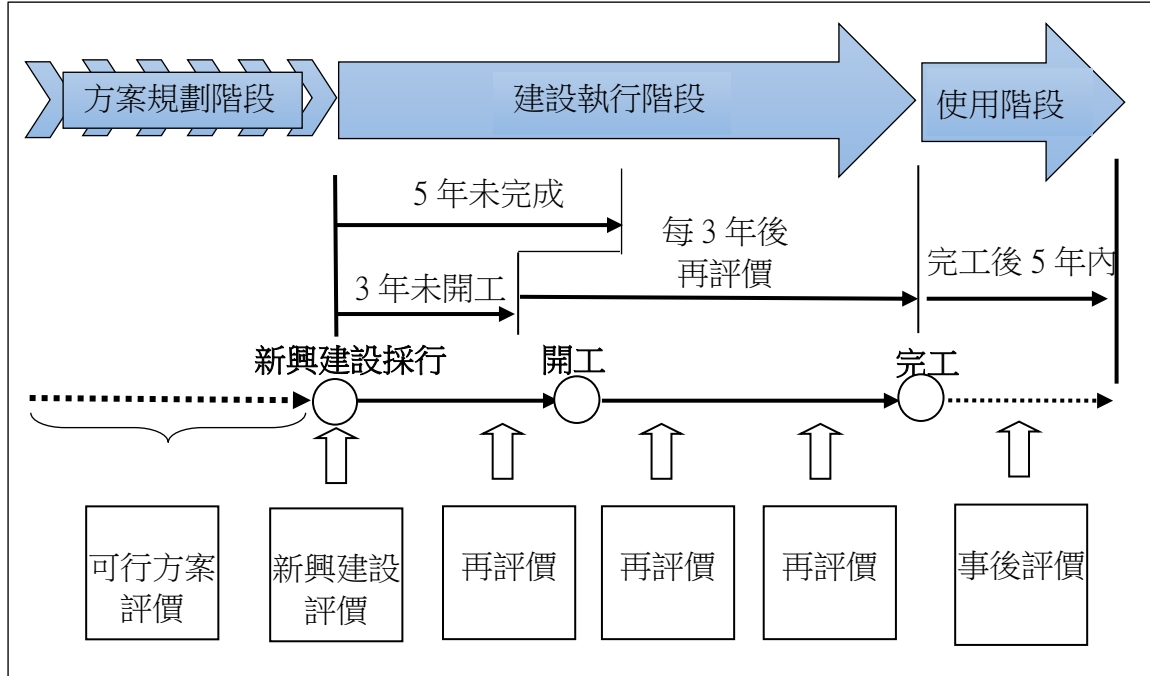 方案規劃階段
建設執行階段
使用階段
5 年未完成
每 3 年後
再評價
完工後 5 年內
3 年未開工
新興建設採行
開工
完工
可行方案
評價
新興建設
評價
再評價
再評價
再評價
事後評價